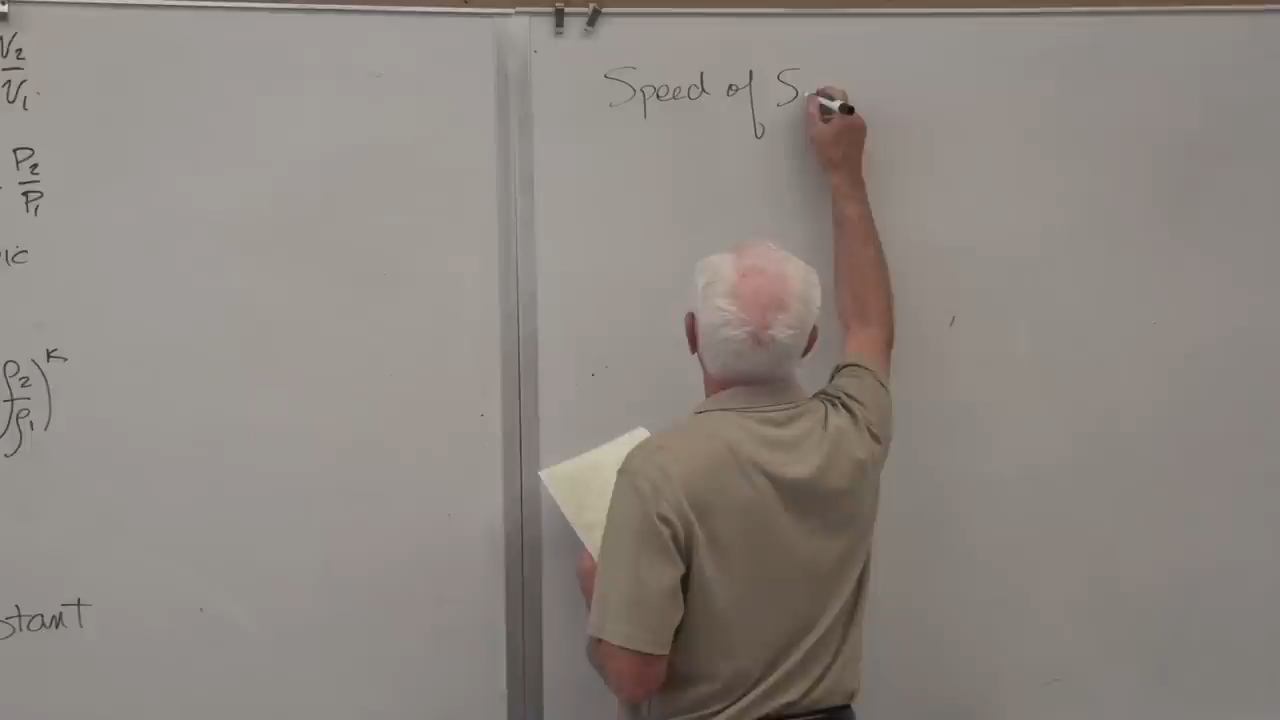 V₂
V₁
P₂
P₁
ic
(ρ₂/ρ₁)ᴷ
stant
Speed of S